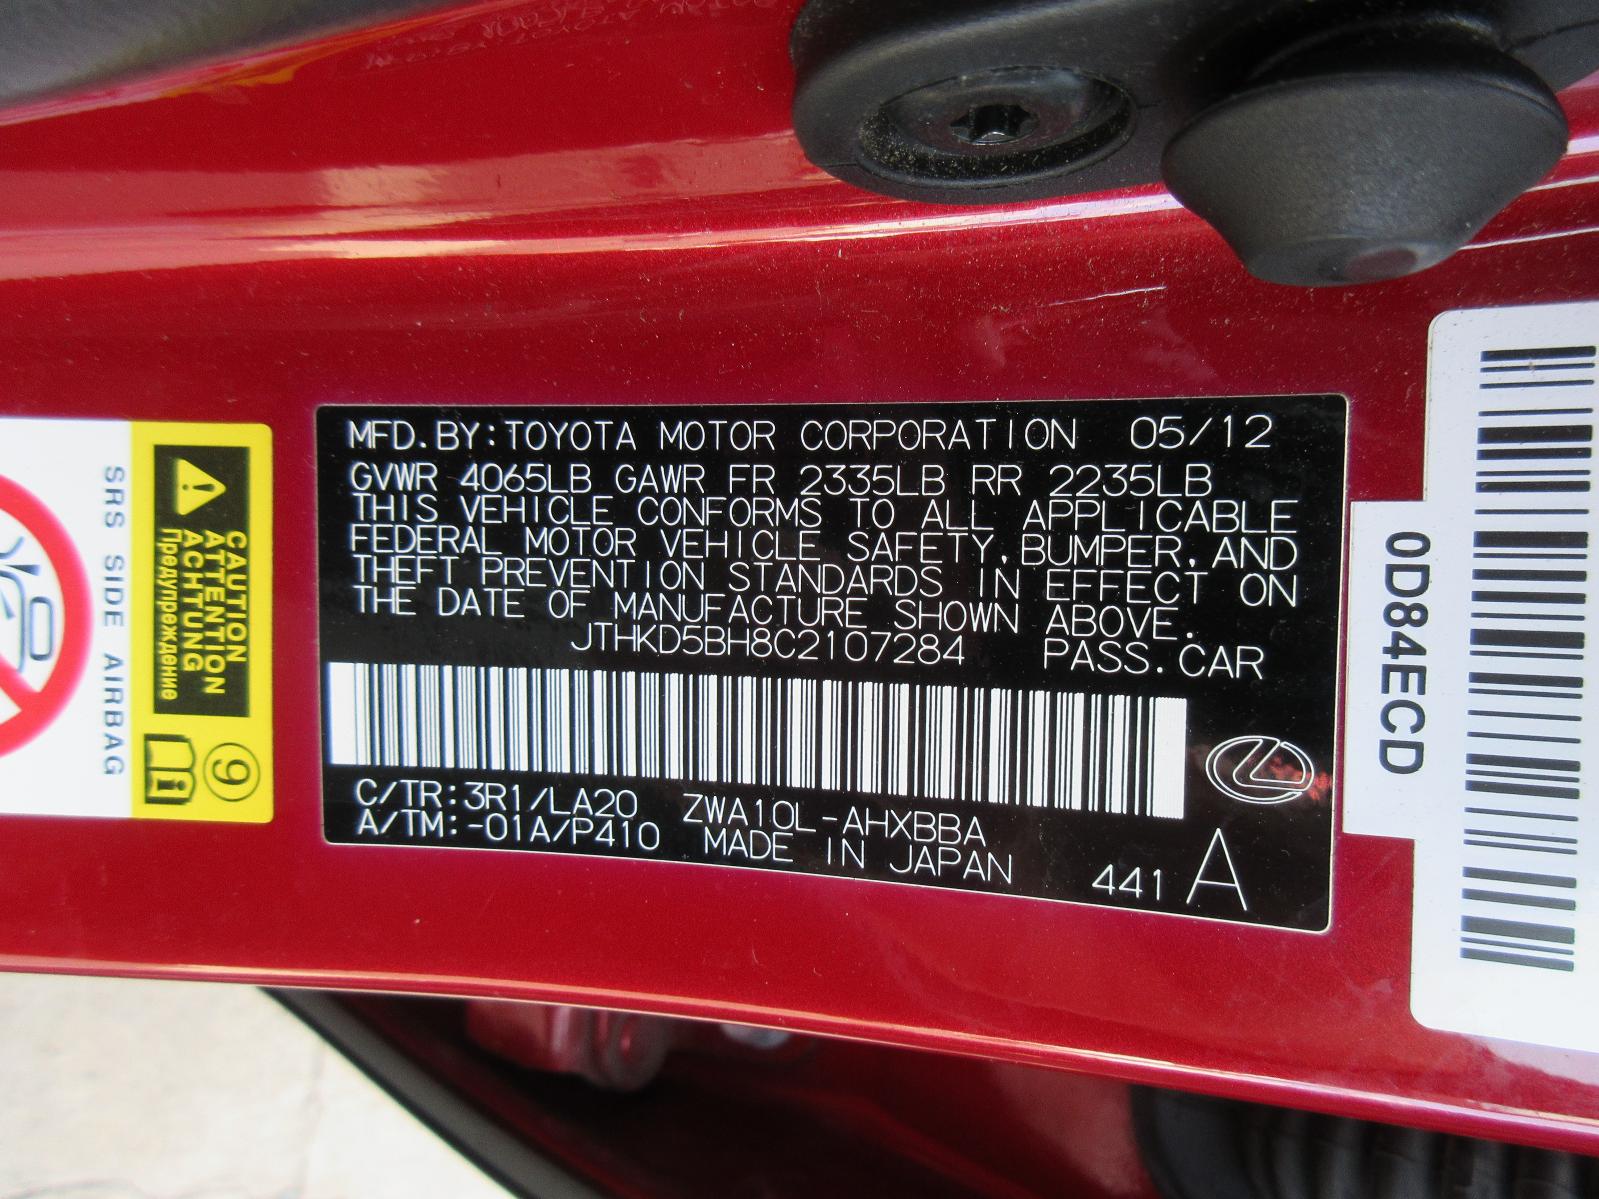 MFD.BY:TOYOTA MOTOR CORPORATION 05/12
GVWR 4065LB GAWR FR 2335LB RR 2235LB
THIS VEHICLE CONFORMS TO ALL APPLICABLE
FEDERAL MOTOR VEHICLE SAFETY,BUMPER,AND
THEFT PREVENTION STANDARDS IN EFFECT ON
THE DATE OF MANUFACTURE SHOWN ABOVE.
JTHKD5BH8C2107284 PASS.CAR
C/TR:3R1/LA20 ZWA10L-AHXBBA
A/TM:-01A/P410 MADE IN JAPAN 441 A
CAUTION
ATTENTION
ACHTUNG
Предупреждение
9
SRS SIDE AIRBAG
0D84ECD